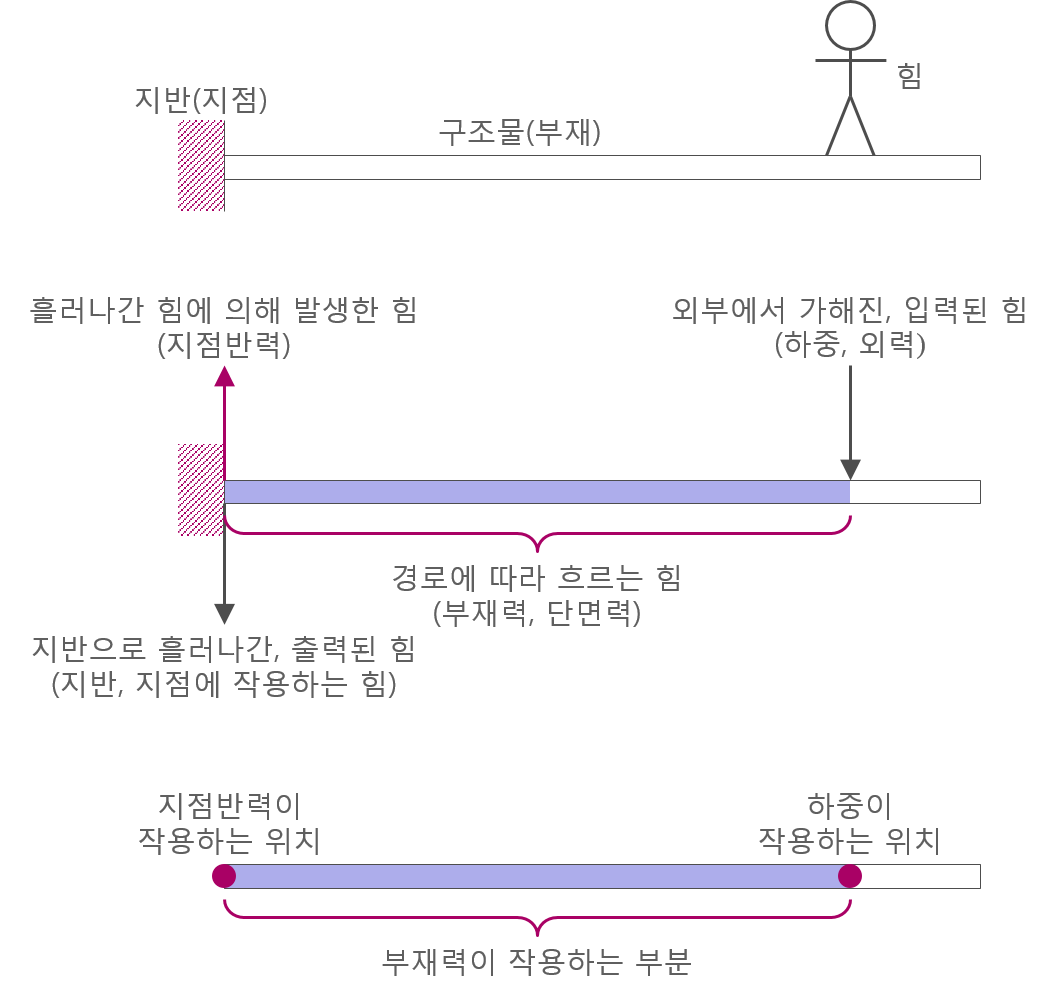 힘
지반(지점)
구조물(부재)
흘러나간 힘에 의해 발생한 힘
(지점반력)
외부에서 가해진, 입력된 힘
(하중, 외력)
경로에 따라 흐르는 힘
(부재력, 단면력)
지반으로 흘러나간, 출력된 힘
(지반, 지점에 작용하는 힘)
지점반력이
작용하는 위치
하중이
작용하는 위치
부재력이 작용하는 부분